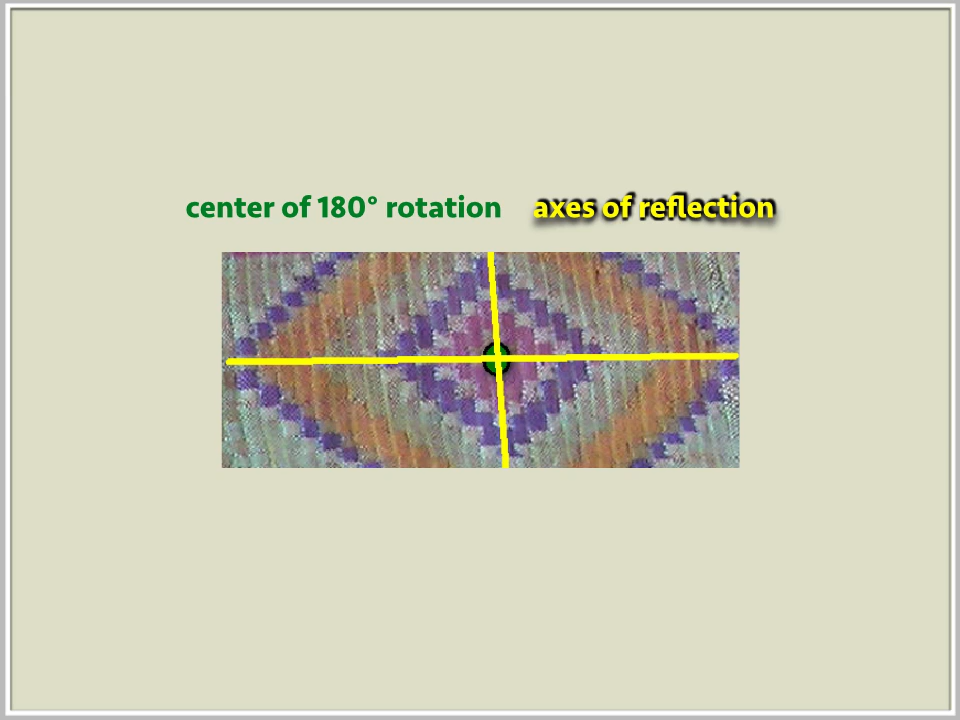 center of 180° rotation axes of reflection